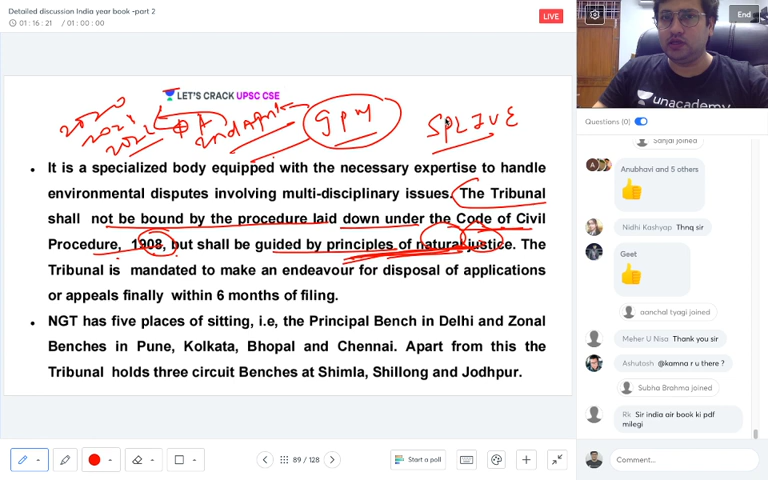 Detailed discussion India year book -part 2
01:16:21 / 01:00:00
LIVE
End
LET'S CRACK UPSC CSE
2020
2021
2022
2nd APM
GPM
SPLIVE
• It is a specialized body equipped with the necessary expertise to handle
environmental disputes involving multi-disciplinary issues. The Tribunal
shall not be bound by the procedure laid down under the Code of Civil
Procedure, 1908, but shall be guided by principles of natural justice. The
Tribunal is mandated to make an endeavour for disposal of applications
or appeals finally within 6 months of filing.
• NGT has five places of sitting, i.e, the Principal Bench in Delhi and Zonal
Benches in Pune, Kolkata, Bhopal and Chennai. Apart from this the
Tribunal holds three circuit Benches at Shimla, Shillong and Jodhpur.
89 / 128
Start a poll
unacademy
Questions (0)
Sanjai joined
Anubhavi and 5 others
A
Nidhi Kashyap Thnq sir
Geet
aanchal tyagi joined
Meher U Nisa Thank you sir
Ashutosh @kamna r u there ?
Subha Brahma joined
Rk Sir india air book ki pdf
milegi
Comment...